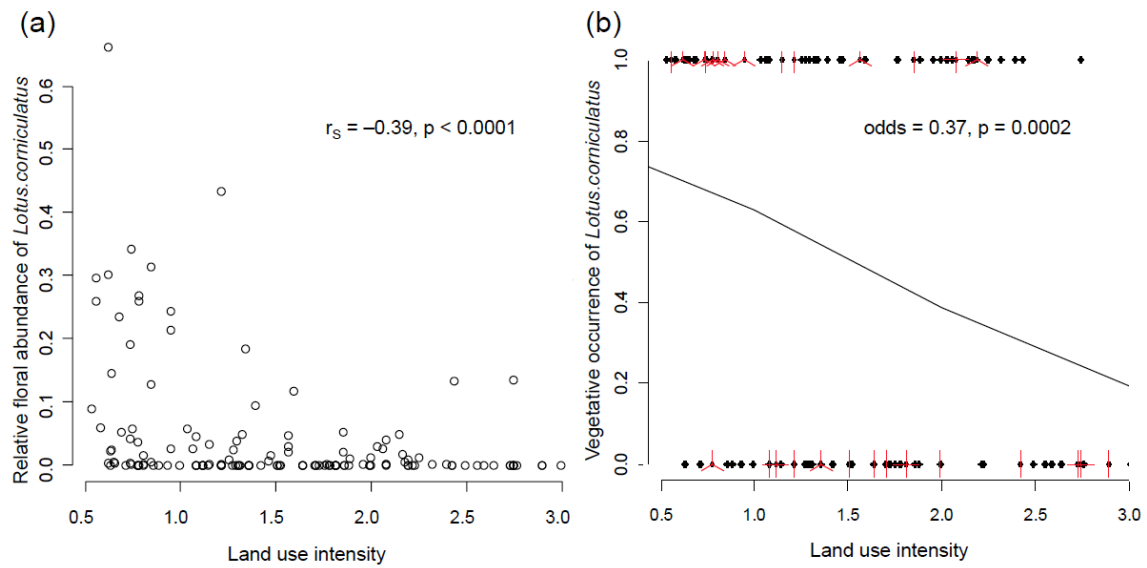 (a)
Relative floral abundance of Lotus.corniculatus
0.6
0.5
0.4
0.3
0.2
0.1
0.0
r_S = –0.39, p < 0.0001
0.5 1.0 1.5 2.0 2.5 3.0
Land use intensity
(b)
Vegetative occurrence of Lotus.corniculatus
1.0
0.8
0.6
0.4
0.2
0.0
odds = 0.37, p = 0.0002
0.5 1.0 1.5 2.0 2.5 3.0
Land use intensity